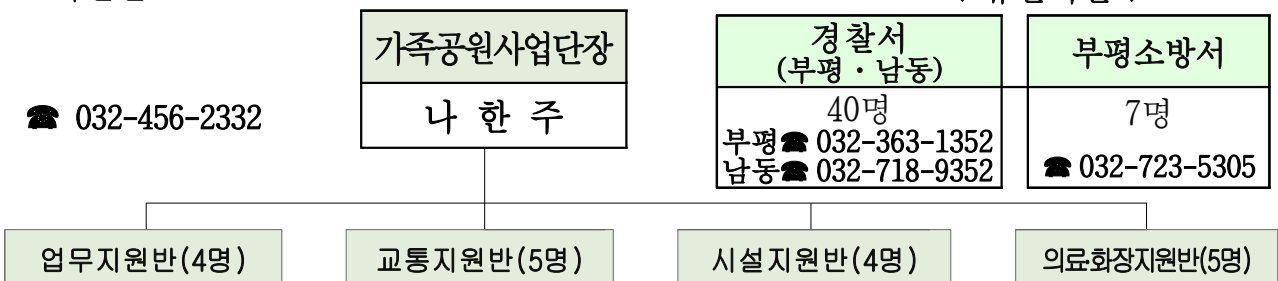 가족공원사업단장
나 한 주
☎ 032-456-2332
경찰서
(부평·남동)
40명
부평☎ 032-363-1352
남동☎ 032-718-9352
부평소방서
7명
☎ 032-723-5305
업무지원반(4명)
교통지원반(5명)
시설지원반(4명)
의료·화장지원반(5명)